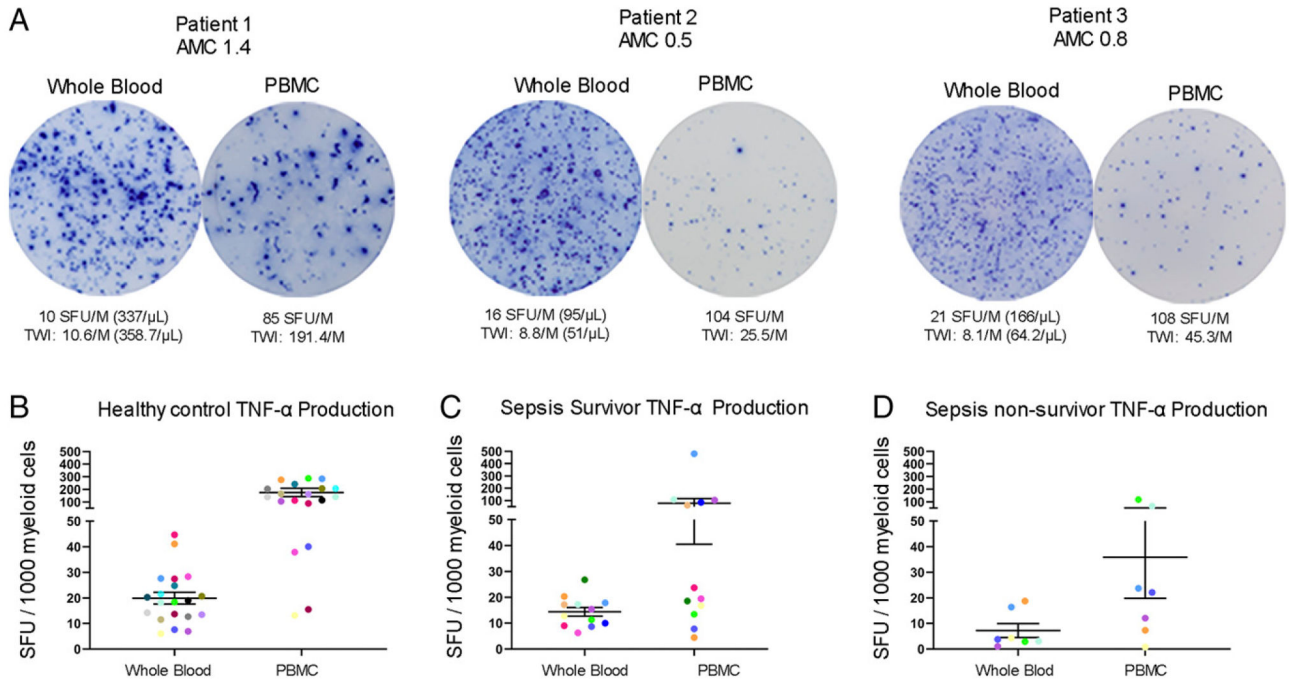 A
Patient 1
AMC 1.4
Patient 2
AMC 0.5
Patient 3
AMC 0.8
Whole Blood
PBMC
Whole Blood
PBMC
Whole Blood
PBMC
10 SFU/M (337/µL)
TWI: 10.6/M (358.7/µL)
85 SFU/M
TWI: 191.4/M
16 SFU/M (95/µL)
TWI: 8.8/M (51/µL)
104 SFU/M
TWI: 25.5/M
21 SFU/M (166/µL)
TWI: 8.1/M (64.2/µL)
108 SFU/M
TWI: 45.3/M
B
Healthy control TNF-α Production
SFU / 1000 myeloid cells
500
400
300
200
100
50
40
30
20
10
0
Whole Blood
PBMC
C
Sepsis Survivor TNF-α Production
SFU / 1000 myeloid cells
500
400
300
200
100
50
40
30
20
10
0
Whole Blood
PBMC
D
Sepsis non-survivor TNF-α Production
SFU / 1000 myeloid cells
500
400
300
200
100
50
40
30
20
10
0
Whole Blod
PBMC